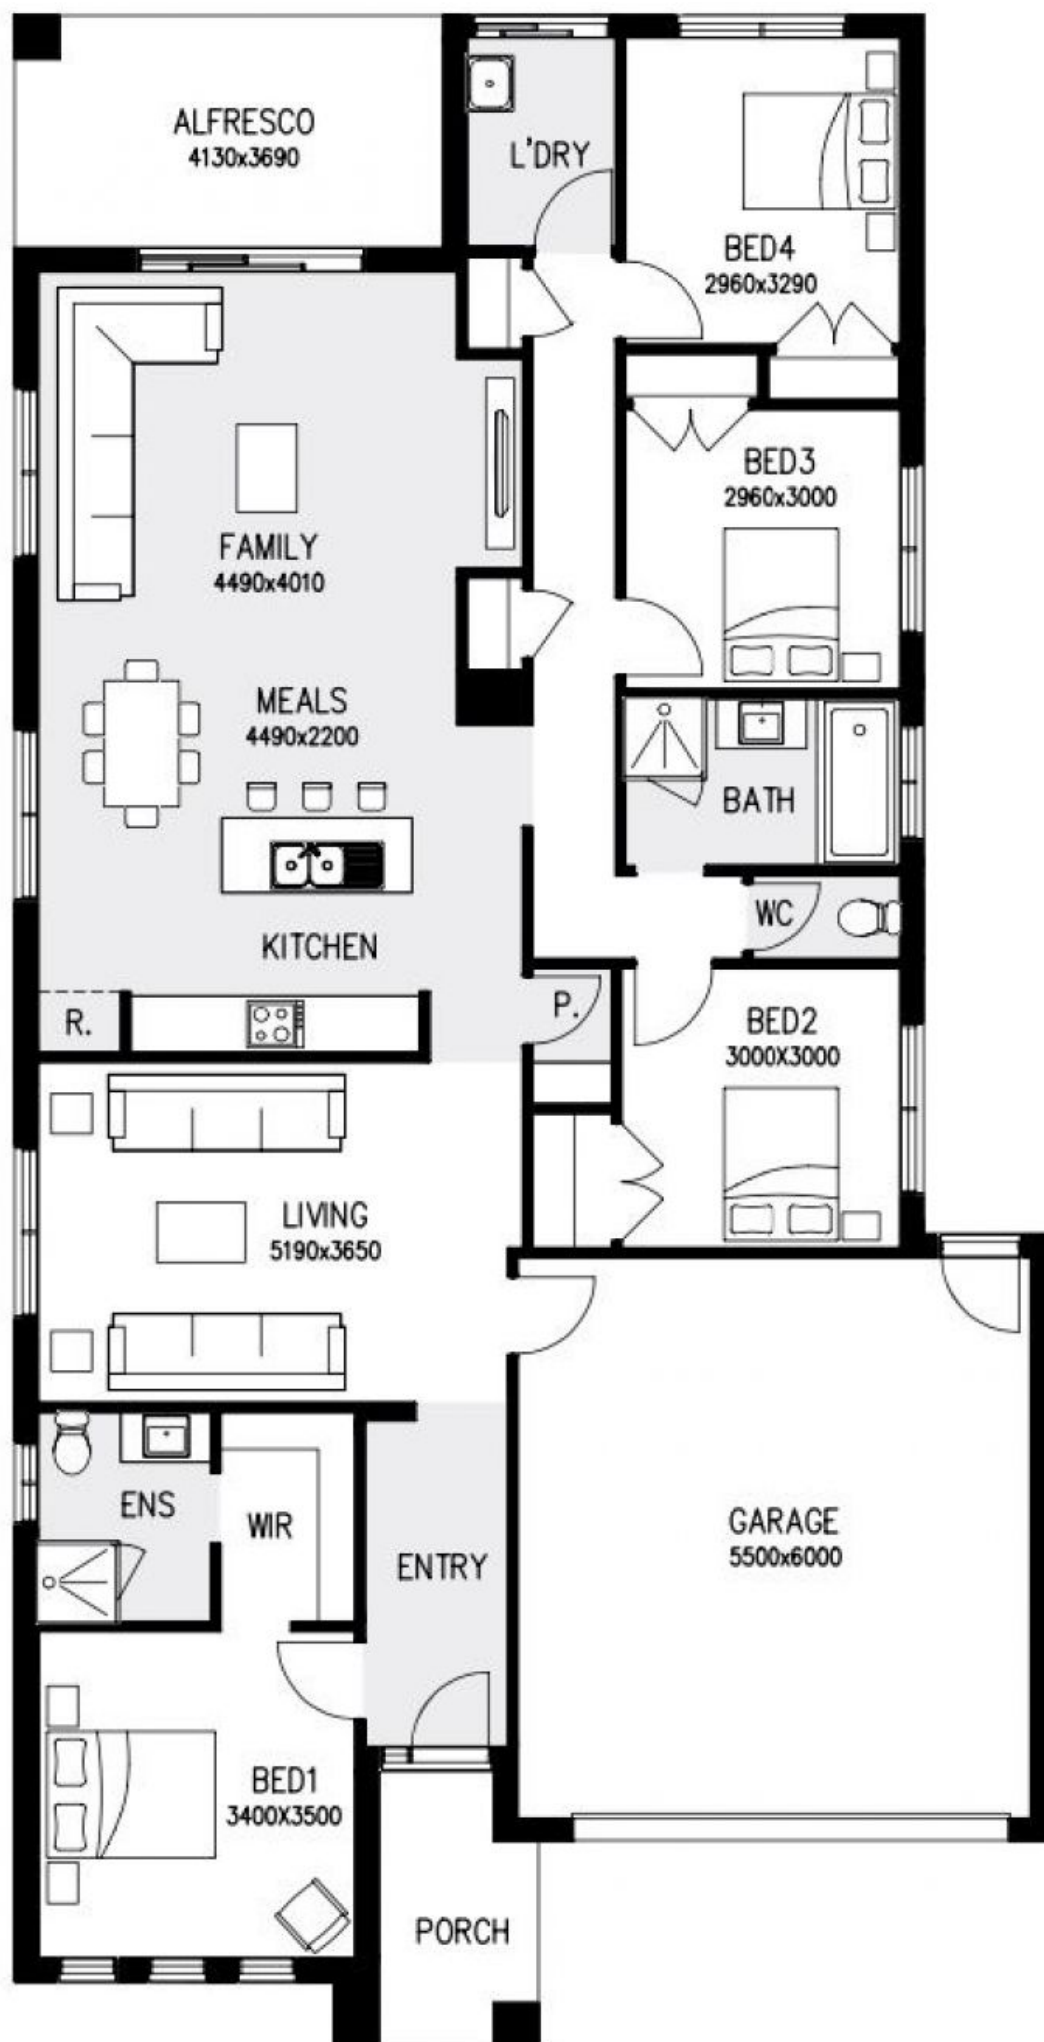 ALFRESCO
4130x3690
L'DRY
BED4
2960x3290
BED3
2960x3000
FAMILY
4490x4010
MEALS
4490x2200
BATH
WC
KITCHEN
R.
P.
BED2
3000X3000
LIVING
5190x3650
ENS
WIR
ENTRY
GARAGE
5500x6000
BED1
3400X3500
PORCH